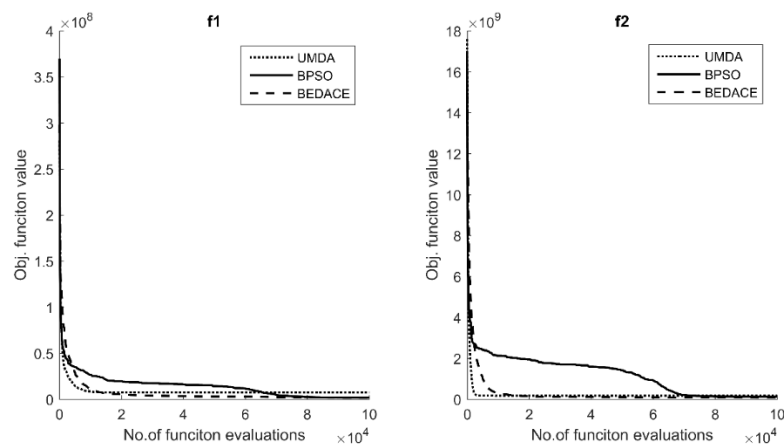 ×10^8
f1
4
3.5
3
2.5
2
1.5
1
0.5
0
Obj. funciton value
UMDA
BPSO
BEDACE
0 2 4 6 8 10
No.of funciton evaluations ×10^4
×10^9
f2
18
16
14
12
10
8
6
4
2
0
Obj. funciton value
UMDA
BPSO
BEDACE
0 2 4 6 8 10
No.of funciton evaluations ×10^4